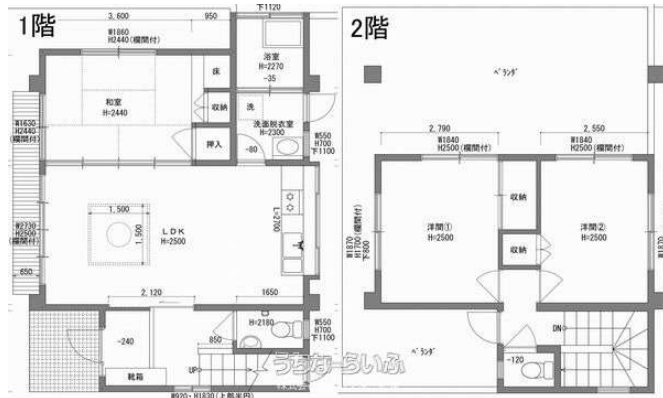 1階
3,600
950
下1120
W1860
H2440(欄間付)
浴室
H=2270
-35
床
和室
H=2440
収納
洗
洗面脱衣室
H=2300
押入
-80
W550
H700
下1100
W1630
H2440
(欄間付)
1,500
1,500
LDK
H=2500
L=2700
W2730
H2500
(欄間付)
650
2,120
1650
H=2180
W550
H700
下1100
-240
850
靴箱
UP
W920・H1830(上部半円)
2階
ベランダ
2,790
2,550
W1840
H2500(欄間付)
W1840
H2500(欄間付)
収納
洋間①
H=2500
収納
洋間②
H=2500
W1870
H1700(欄間付)
下800
W1870
ベランダ
DN
-120
うちなーらいふ